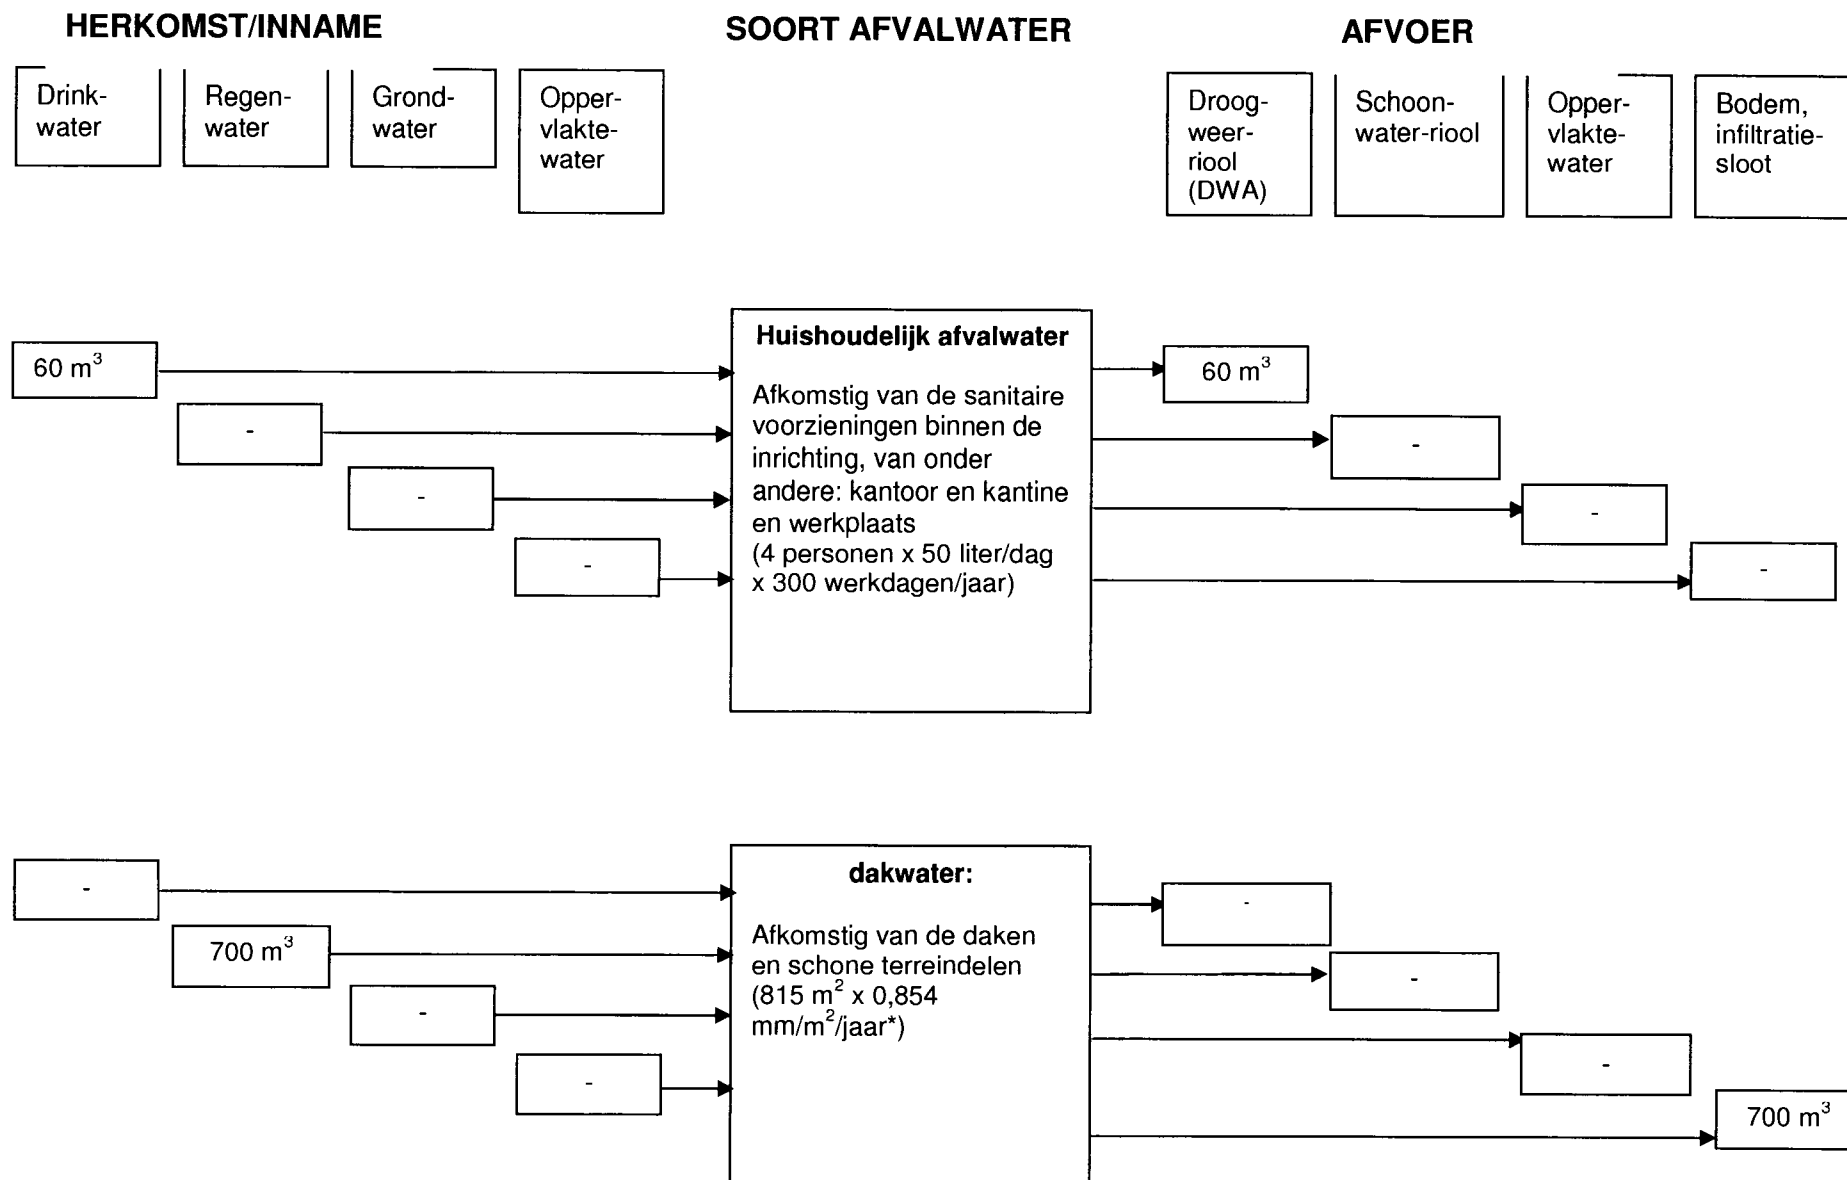 HERKOMST/INNAME
SOORT AFVALWATER
AFVOER
Drink-
water
Regen-
water
Grond-
water
Opper-
vlakte-
water
Droog-
weer-
riool
(DWA)
Schoon-
water-riool
Opper-
vlakte-
water
Bodem,
infiltratie-
sloot
60 m³
-
-
-
Huishoudelijk afvalwater
Afkomstig van de sanitaire
voorzieningen binnen de
inrichting, van onder
andere: kantoor en kantine
en werkplaats
(4 personen x 50 liter/dag
x 300 werkdagen/jaar)
60 m³
-
-
-
-
700 m³
-
-
dakwater:
Afkomstig van de daken
en schone terreindelen
(815 m² x 0,854
mm/m²/jaar*)
-
-
-
700 m³